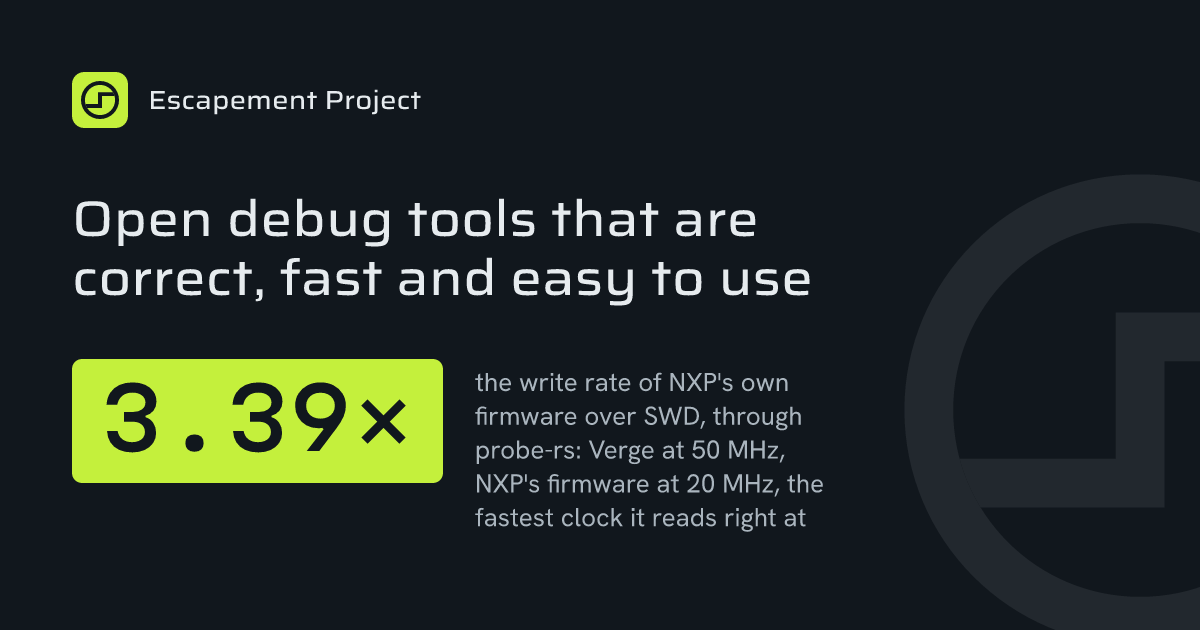 Escapement Project
Open debug tools that are
correct, fast and easy to use
3.39×
the write rate of NXP's own
firmware over SWD, through
probe-rs: Verge at 50 MHz,
NXP's firmware at 20 MHz, the
fastest clock it reads right at